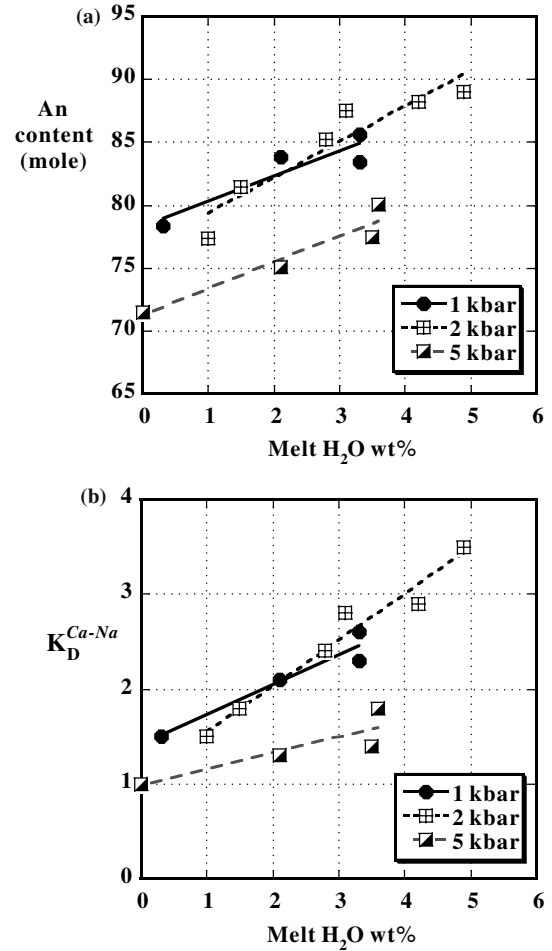 (a)
95
90
85
80
75
70
65
An
content
(mole)
1 kbar
2 kbar
5 kbar
0 1 2 3 4 5 6
Melt H₂O wt%
(b)
4
3
2
1
0
K_D^{Ca-Na}
1 kbar
2 kbar
5 kbar
0 1 2 3 4 5 6
Melt H₂O wt%